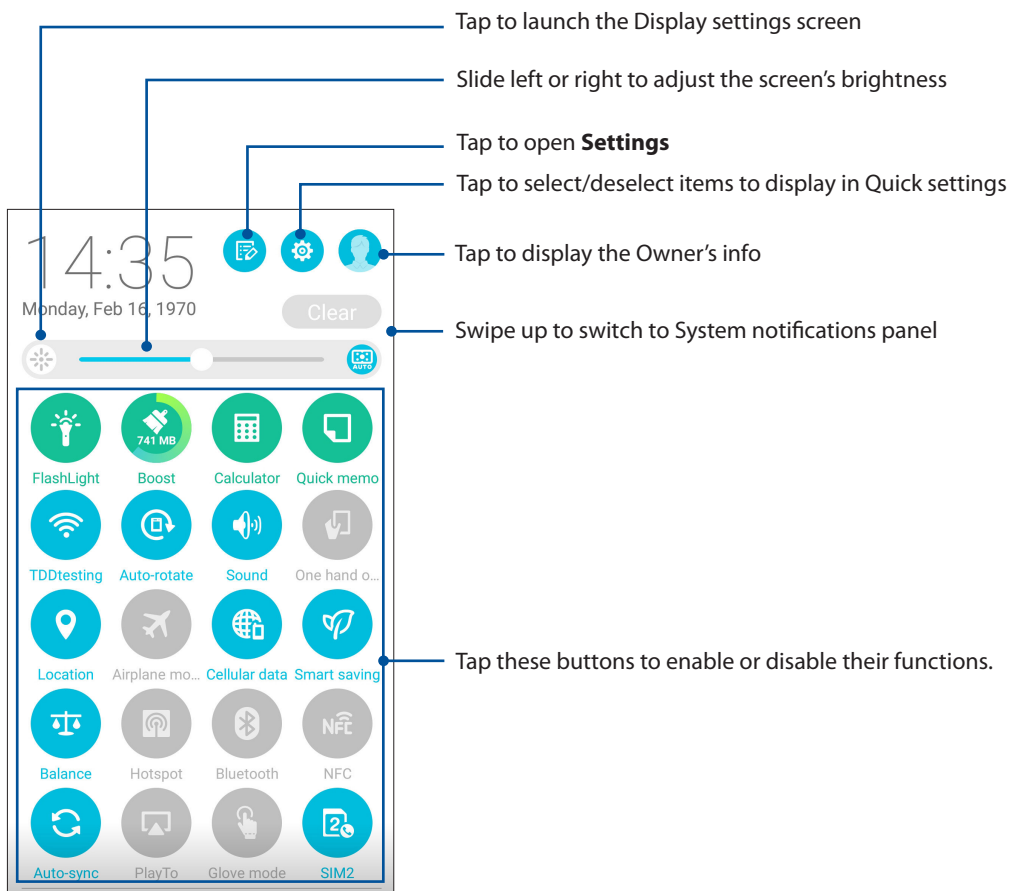 Tap to launch the Display settings screen
Slide left or right to adjust the screen’s brightness
Tap to open Settings
Tap to select/deselect items to display in Quick settings
14:35
Tap to display the Owner’s info
Monday, Feb 16, 1970
Clear
Swipe up to switch to System notifications panel
AUTO
741 MB
FlashLight Boost Calculator Quick memo
TDDtesting Auto-rotate Sound One hand o...
Location Airplane mo... Cellular data Smart saving
Tap these buttons to enable or disable their functions.
NFC
Balance Hotspot Bluetooth NFC
2
Auto-sync PlayTo Glove mode SIM2